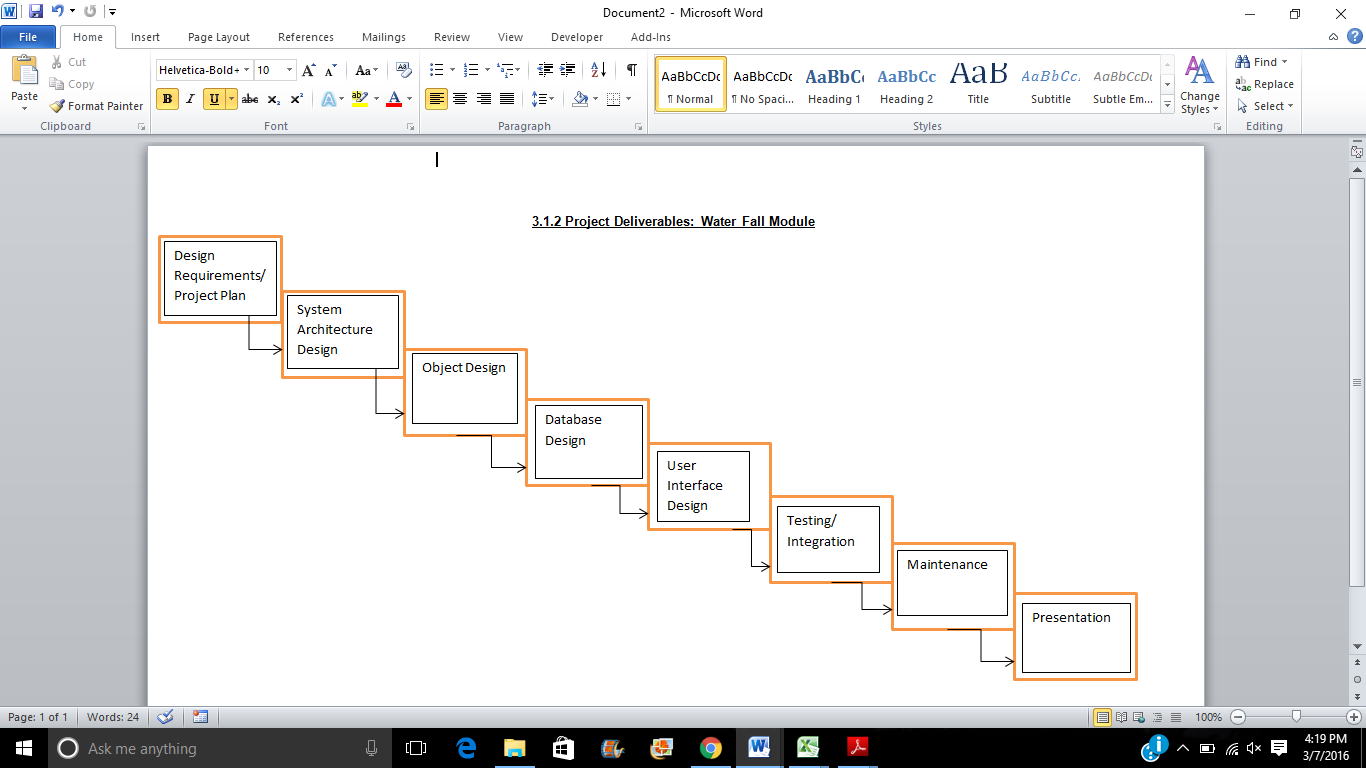 Document2 - Microsoft Word
File Home Insert Page Layout References Mailings Review View Developer Add-Ins
Paste
Cut
Copy
Format Painter
Clipboard
Helvetica-Bold+ 10
Font
Paragraph
AaBbCcDc AaBbCcDc AaBbC AaBbCc AaB AaBbCc. AaBbCcDc
¶ Normal ¶ No Spaci... Heading 1 Heading 2 Title Subtitle Subtle Em...
Change
Styles
Styles
Find
Replace
Select
Editing
3.1.2 Project Deliverables: Water Fall Module
Design
Requirements/
Project Plan
System
Architecture
Design
Object Design
Database
Design
User
Interface
Design
Testing/
Integration
Maintenance
Presentation
Page: 1 of 1 Words: 24 100%
Ask me anything
4:19 PM
3/7/2016